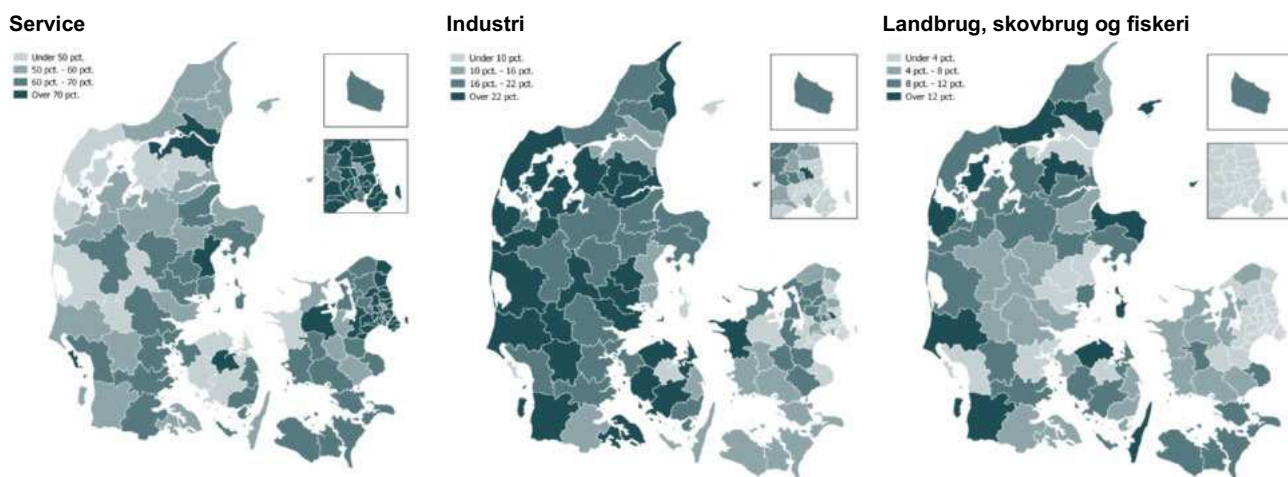 Service
Under 50 pct.
50 pct. - 60 pct.
60 pct. - 70 pct.
Over 70 pct.
Industri
Under 10 pct.
10 pct. - 16 pct.
16 pct. - 22 pct.
Over 22 pct.
Landbrug, skovbrug og fiskeri
Under 4 pct.
4 pct. - 8 pct.
8 pct. - 12 pct.
Over 12 pct.